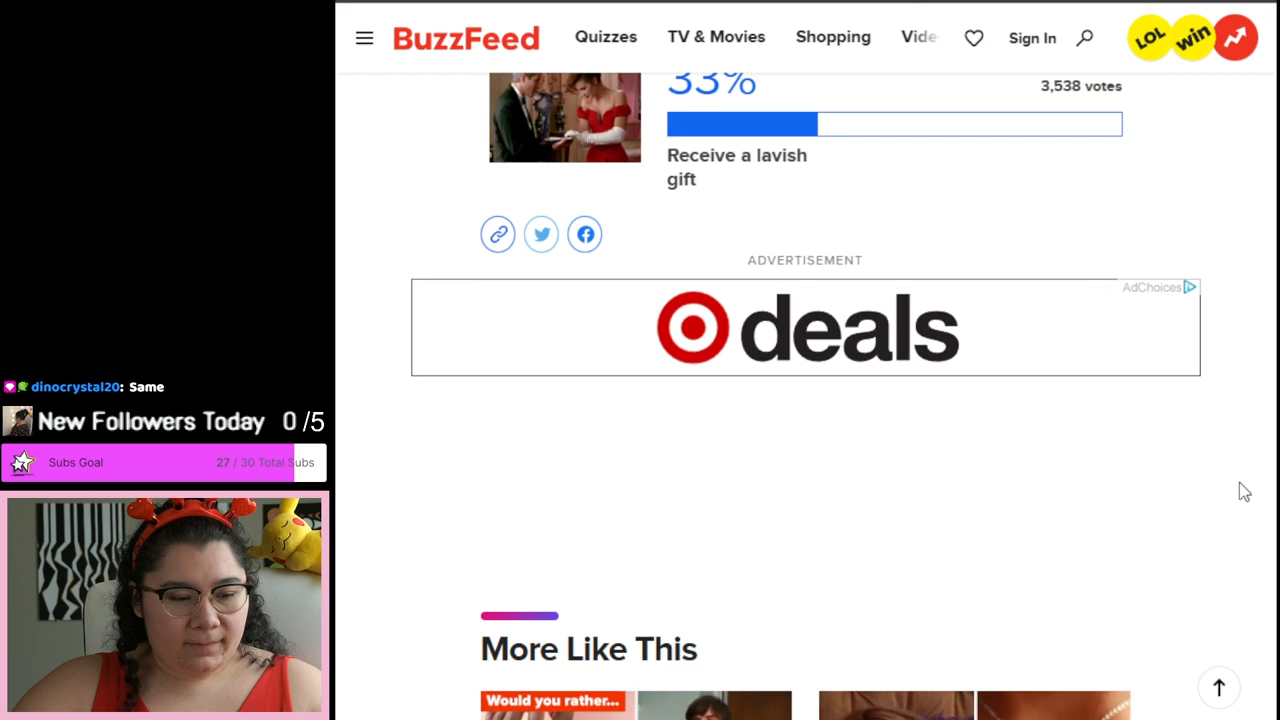 BuzzFeed
Quizzes
TV & Movies
Shopping
Vide
Sign In
LOL
win
33%
3,538 votes
Receive a lavish
gift
ADVERTISEMENT
AdChoices
deals
dinocrystal20: Same
New Followers Today 0 /5
Subs Goal
27 / 30 Total Subs
More Like This
Would you rather...